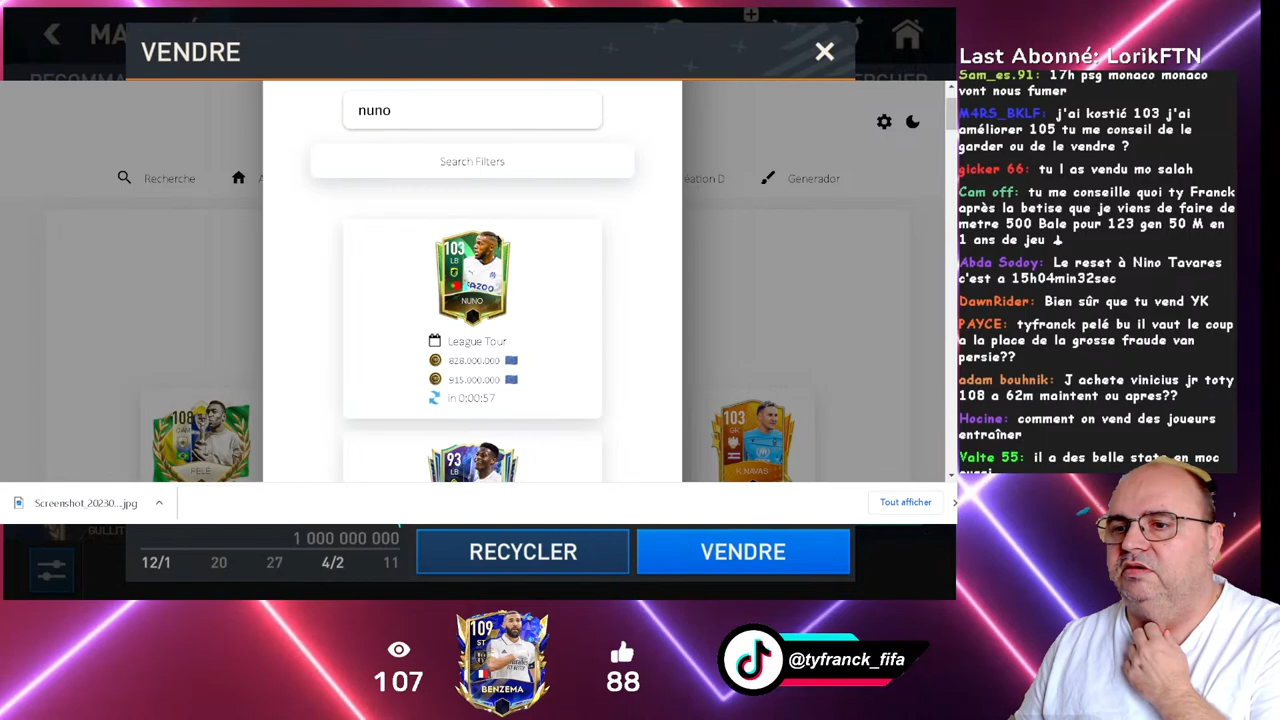 VENDRE
nuno
Search Filters
Recherche
Generador
103
LB
NUNO
League Tour
828.000.000
915.000.000
in 0:00:57
93
LB
108
CAM
PELÉ
103
GK
K. NAVAS
Screenshot_20230....jpg
Tout afficher
GULLIT
1 000 000 000
12/1 20 27 4/2 11
RECYCLER
VENDRE
107
109
ST
BENZEMA
88
@tyfranck_fifa
Last Abonné: LorikFTN
Sam_es.91: 17h psg monaco monaco
vont nous fumer
M4RS_BKLF: j'ai kostić 103 j'ai
améliorer 105 tu me conseil de le
garder ou de le vendre ?
gicker 66: tu l as vendu mo salah
Cam off: tu me conseille quoi ty Franck
après la betise que je viens de faire de
metre 500 Bale pour 123 gen 50 M en
1 ans de jeu
Abda Sodoy: Le reset à Nino Tavares
c'est a 15h04min32sec
DawnRider: Bien sûr que tu vend YK
PAYCE: tyfranck pelé bu il vaut le coup
a la place de la grosse fraude van
persie??
adam bouhnik: J achete vinicius jr toty
108 a 62m maintent ou apres??
Hocine: comment on vend des joueurs
entraîner
Valte 55: il a des belle stats en moc
aussi